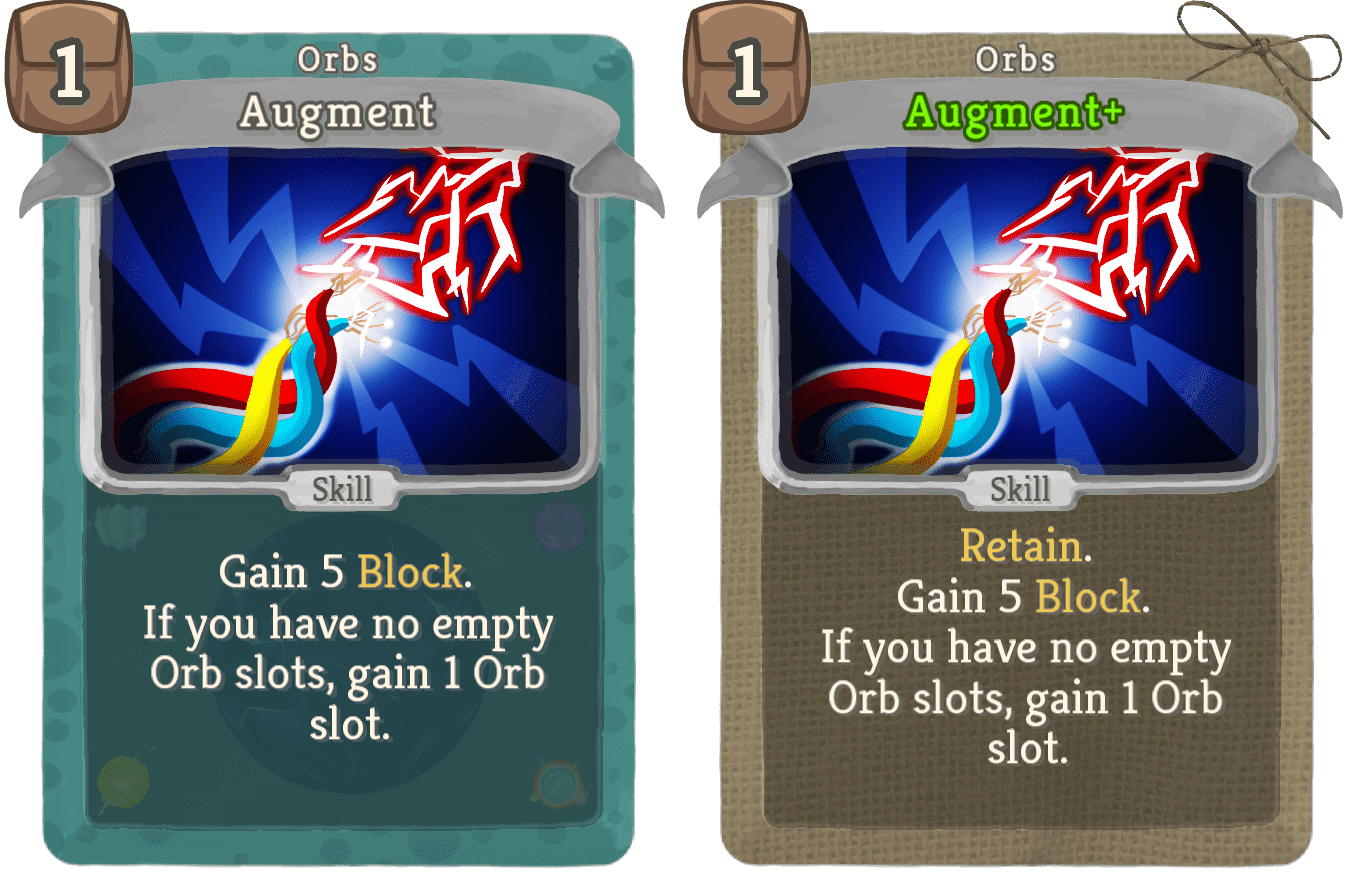 1
Orbs
Augment
Skill
Gain 5 Block.
If you have no empty
Orb slots, gain 1 Orb
slot.
1
Orbs
Augment+
Skill
Retain.
Gain 5 Block.
If you have no empty
Orb slots, gain 1 Orb
slot.